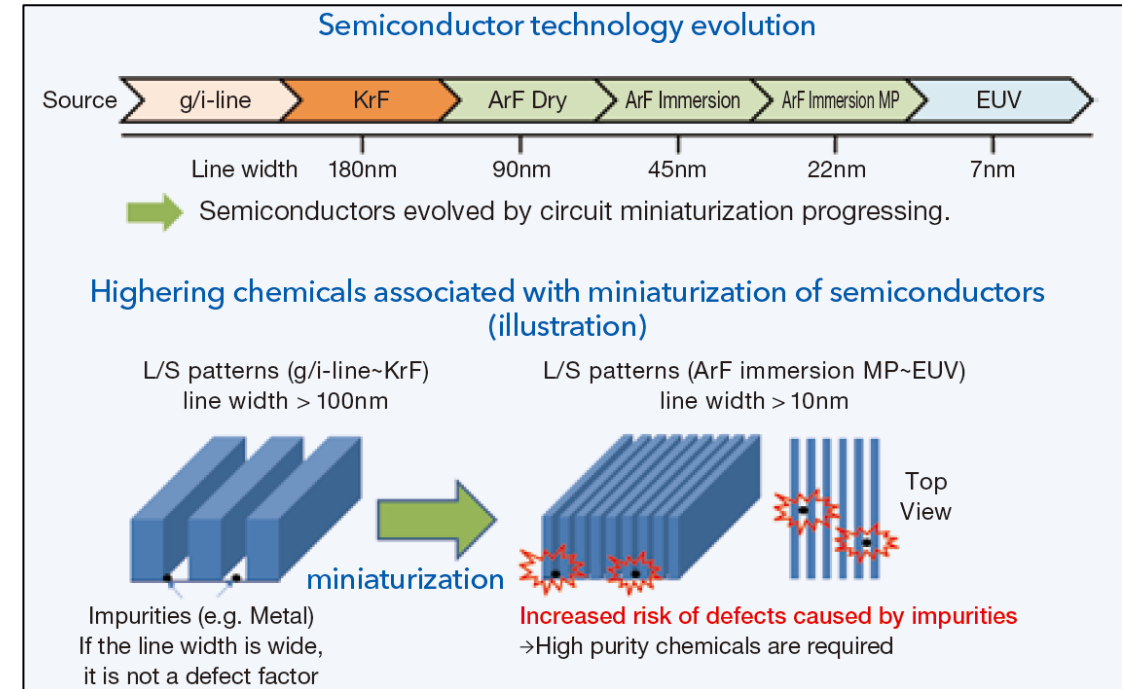 Semiconductor technology evolution
Source g/i-line KrF ArF Dry ArF Immersion ArF Immersion MP EUV
Line width 180nm 90nm 45nm 22nm 7nm
Semiconductors evolved by circuit miniaturization progressing.
Highering chemicals associated with miniaturization of semiconductors
(illustration)
L/S patterns (g/i-line~KrF)
line width > 100nm
L/S patterns (ArF immersion MP~EUV)
line width > 10nm
Top
View
miniaturization
Impurities (e.g. Metal)
If the line width is wide,
it is not a defect factor
Increased risk of defects caused by impurities
→High purity chemicals are required